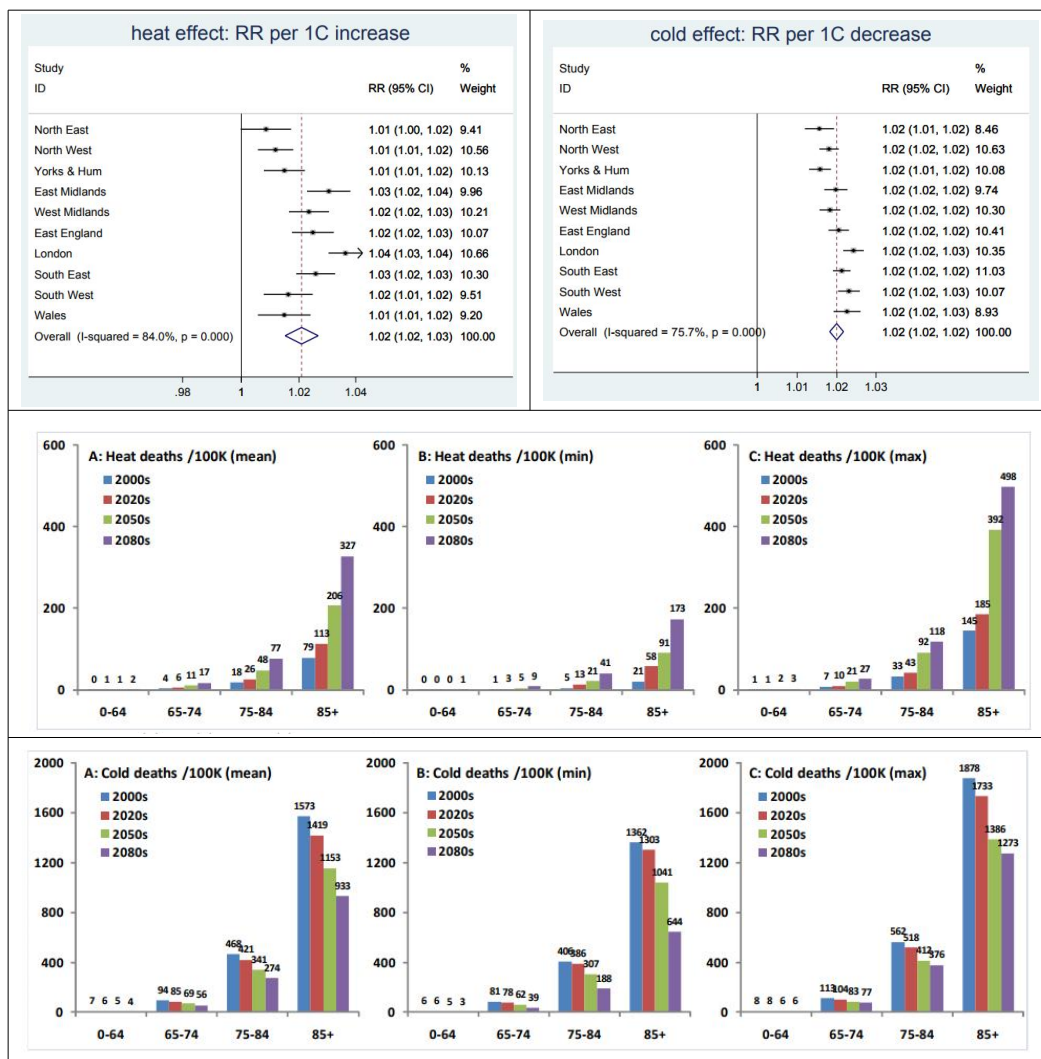 heat effect: RR per 1C increase
Study %
ID RR (95% CI) Weight
North East 1.01 (1.00, 1.02) 9.41
North West 1.01 (1.01, 1.02) 10.56
Yorks & Hum 1.01 (1.01, 1.02) 10.13
East Midlands 1.03 (1.02, 1.04) 9.96
West Midlands 1.02 (1.02, 1.03) 10.21
East England 1.02 (1.02, 1.03) 10.07
London 1.04 (1.03, 1.04) 10.66
South East 1.03 (1.02, 1.03) 10.30
South West 1.02 (1.01, 1.02) 9.51
Wales 1.01 (1.01, 1.02) 9.20
Overall (I-squared = 84.0%, p = 0.000) 1.02 (1.02, 1.03) 100.00
.98 1 1.02 1.04
cold effect: RR per 1C decrease
Study %
ID RR (95% CI) Weight
North East 1.02 (1.01, 1.02) 8.46
North West 1.02 (1.02, 1.02) 10.63
Yorks & Hum 1.02 (1.01, 1.02) 10.08
East Midlands 1.02 (1.02, 1.02) 9.74
West Midlands 1.02 (1.02, 1.02) 10.30
East England 1.02 (1.02, 1.02) 10.41
London 1.02 (1.02, 1.03) 10.35
South East 1.02 (1.02, 1.02) 11.03
South West 1.02 (1.02, 1.03) 10.07
Wales 1.02 (1.02, 1.03) 8.93
Overall (I-squared = 75.7%, p = 0.000) 1.02 (1.02, 1.02) 100.00
1 1.01 1.02 1.03
A: Heat deaths /100K (mean)
2000s
2020s
2050s
2080s
600
400
200
0
0 1 1 2 4 6 11 17 18 26 48 77 79 113 206 327
0-64 65-74 75-84 85+
B: Heat deaths /100K (min)
2000s
2020s
2050s
2080s
600
400
200
0
0 0 0 1 1 3 5 9 5 13 21 41 21 58 91 173
0-64 65-74 75-84 85+
C: Heat deaths /100K (max)
2000s
2020s
2050s
2080s
600
400
200
0
1 1 2 3 7 10 21 27 33 43 92 118 145 185 392 498
0-64 65-74 75-84 85+
A: Cold deaths /100K (mean)
2000s
2020s
2050s
2080s
2000
1600
1200
800
400
0
7 6 5 4 94 85 69 56 468 421 341 274 1573 1419 1153 933
0-64 65-74 75-84 85+
B: Cold deaths /100K (min)
2000s
2020s
2050s
2080s
2000
1600
1200
800
400
0
6 6 5 3 81 78 62 39 406 386 307 188 1362 1303 1041 644
0-64 65-74 75-84 85+
C: Cold deaths /100K (max)
2000s
2020s
2050s
2080s
2000
1600
1200
800
400
0
8 8 6 6 113 104 83 77 562 518 412 376 1878 1733 1386 1273
0-64 65-74 75-84 85+